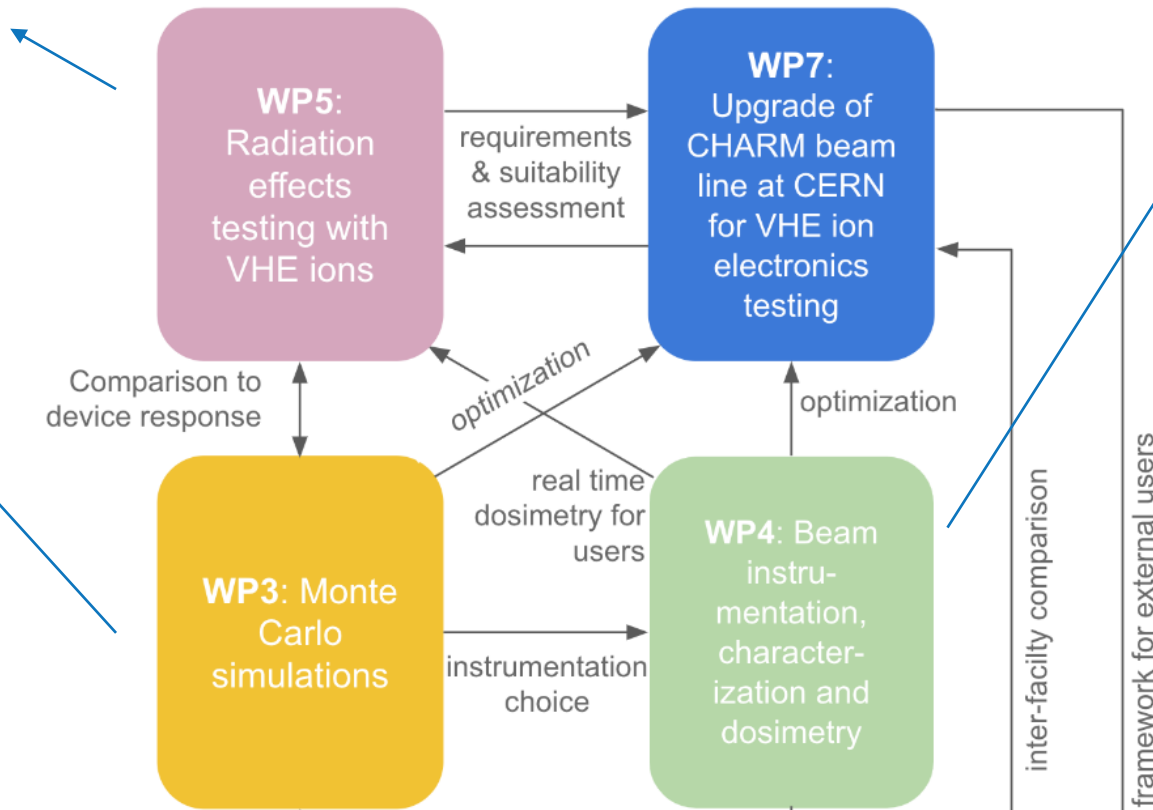 WP5:
Radiation
effects
testing with
VHE ions
requirements
& suitability
assessment
WP7:
Upgrade of
CHARM beam
line at CERN
for VHE ion
electronics
testing
Comparison to
device response
optimization
optimization
real time
dosimetry for
users
WP3: Monte
Carlo
simulations
instrumentation
choice
WP4: Beam
instru-
mentation,
character-
ization and
dosimetry
inter-facilty comparison
framework for external users